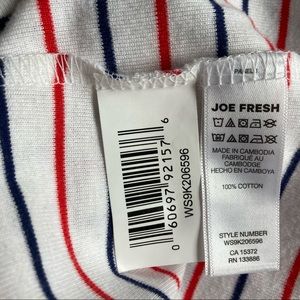 0 60697 92157 6
WS9K206596
JOE FRESH
MADE IN CAMBODIA
FABRIQUÉ AU
CAMBODGE
HECHO EN CAMBOYA
100% COTTON
STYLE NUMBER
WS9K206596
CA 15372
RN 133886